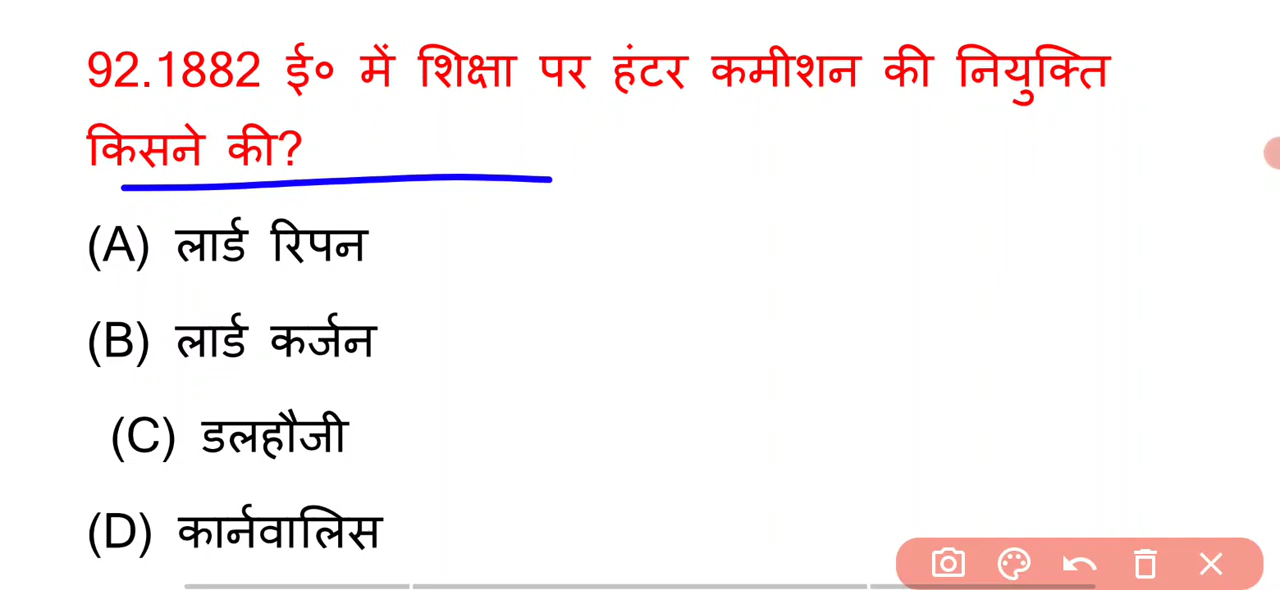 92.1882 ई० में शिक्षा पर हंटर कमीशन की नियुक्ति
किसने की?
(A) लार्ड रिपन
(B) लार्ड कर्जन
(C) डलहौजी
(D) कार्नवालिस